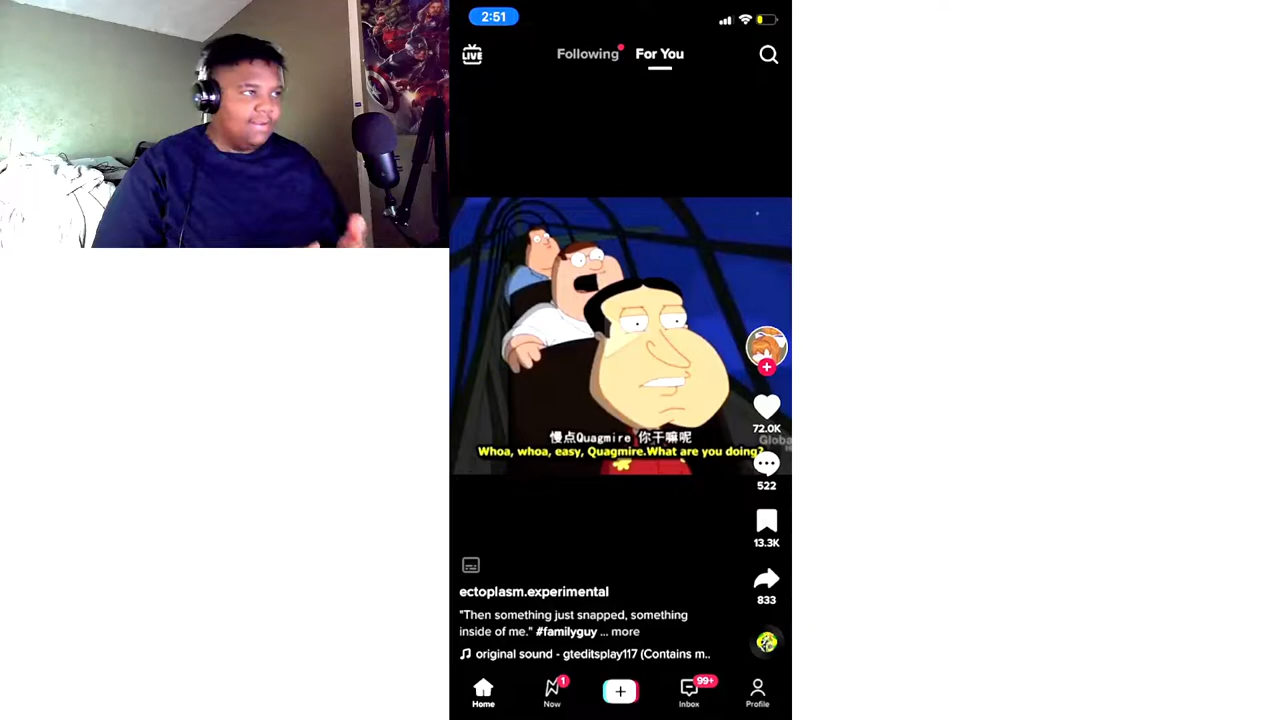 2:51
LIVE
Following
For You
72.0K
慢点Quagmire 你干嘛呢
Globa
Whoa, whoa, easy, Quagmire.What are you doing?
522
13.3K
833
ectoplasm.experimental
"Then something just snapped, something
inside of me." #familyguy ... more
original sound - gteditsplay117 (Contains m..
1
99+
Home
Now
Inbox
Profile